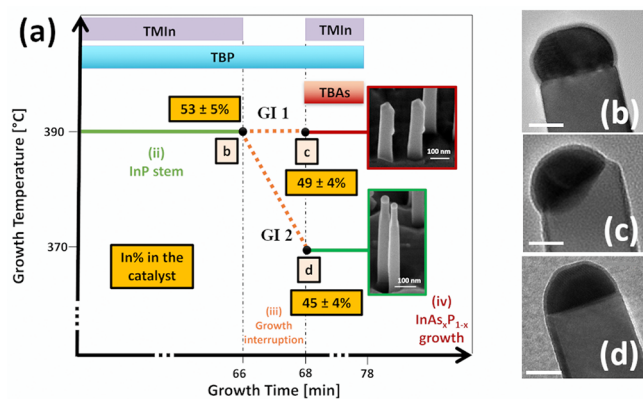 (a)
TMIn
TMIn
TBP
TBAs
53 ± 5%
GI 1
390
(ii)
InP stem
b
c
49 ± 4%
100 nm
GI 2
370
d
45 ± 4%
100 nm
In% in the
catalyst
(iii)
Growth
interruption
(iv)
InAsₓP₁₋ₓ
growth
66
68
78
Growth Time [min]
Growth Temperature [°C]
(b)
(c)
(d)